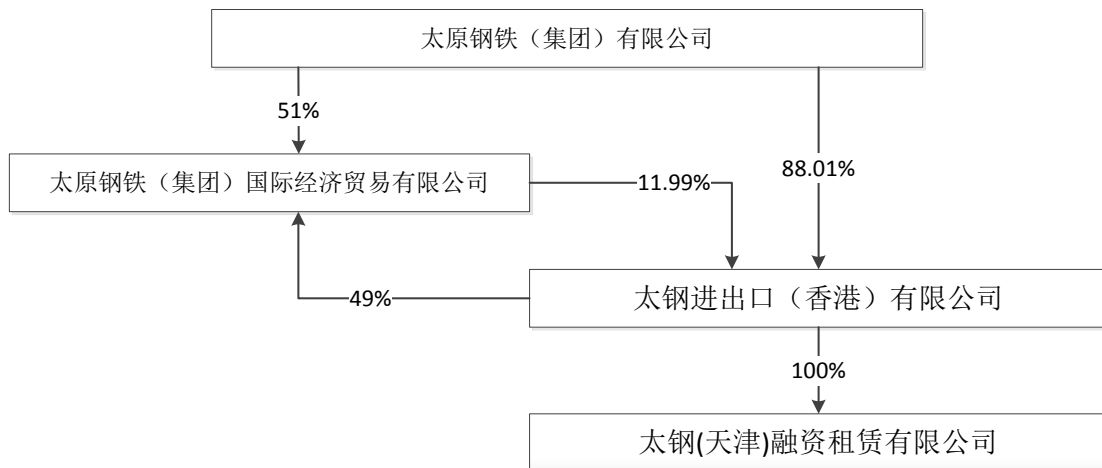 太原钢铁（集团）有限公司
51%
太原钢铁（集团）国际经济贸易有限公司
11.99%
88.01%
49%
太钢进出口（香港）有限公司
100%
太钢(天津)融资租赁有限公司